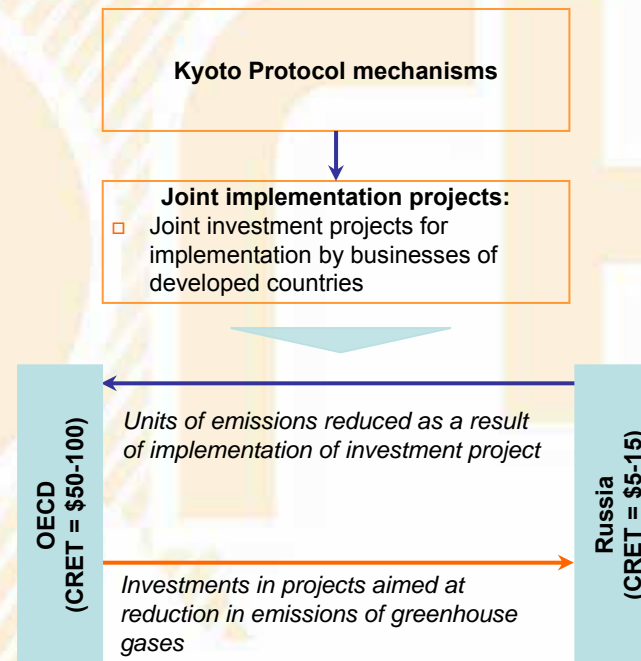 Kyoto Protocol mechanisms
Joint implementation projects:
Joint investment projects for
implementation by businesses of
developed countries
OECD
(CRET = $50-100)
Units of emissions reduced as a result
of implementation of investment project
Investments in projects aimed at
reduction in emissions of greenhouse
gases
Russia
(CRET = $5-15)